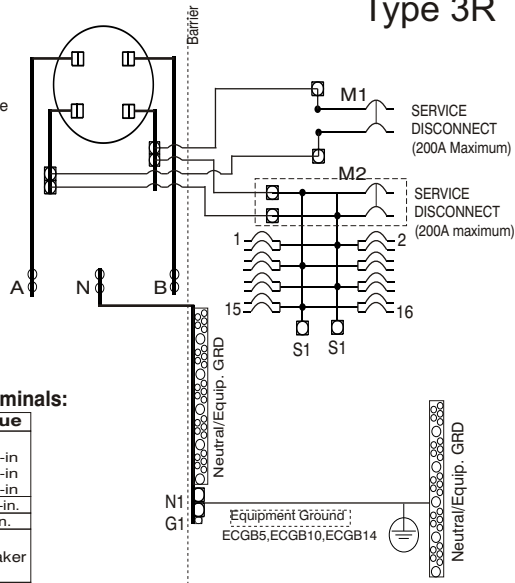 Type 3R
Barrier
e
M1
SERVICE
DISCONNECT
(200A Maximum)
M2
SERVICE
DISCONNECT
(200A maximum)
1
2
15
16
S1
S1
A
N
B
Neutral/Equip. GRD
minals:
ue
-in
-in
-in
-in.
n.
aker
N1
G1
Equipment Ground
ECGB5,ECGB10,ECGB14
Neutral/Equip. GRD